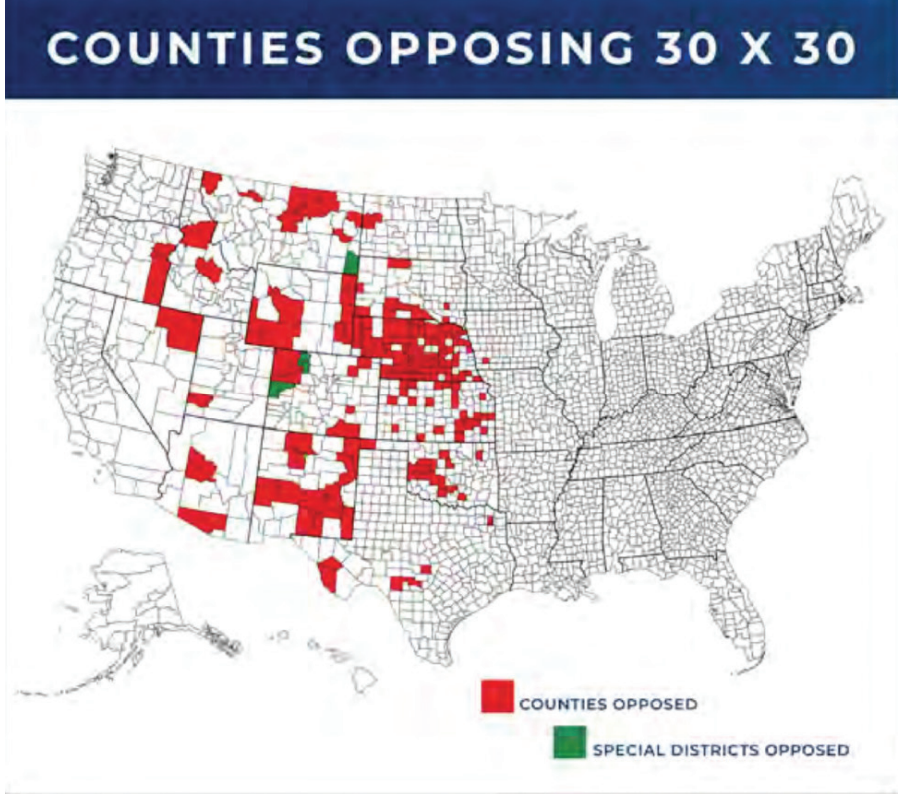 COUNTIES OPPOSING 30 X 30
COUNTIES OPPOSED
SPECIAL DISTRICTS OPPOSED